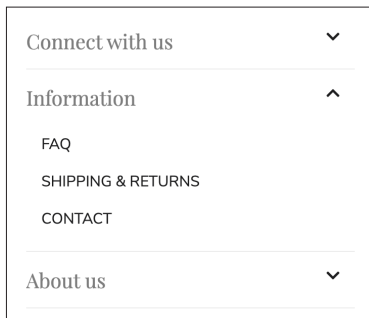 Connect with us
Information
FAQ
SHIPPING & RETURNS
CONTACT
About us